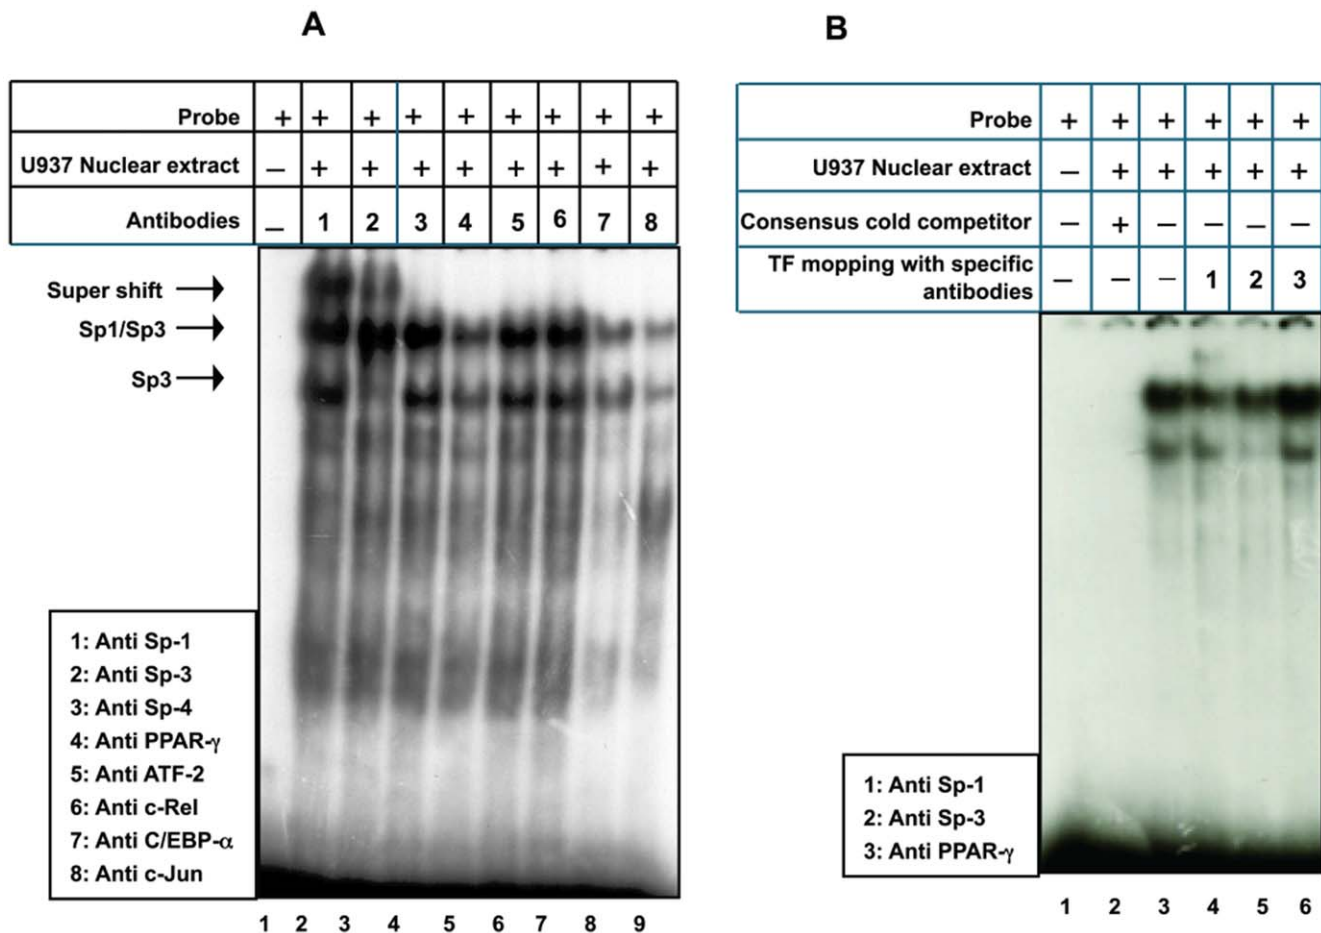 A
Probe + + + + + + + + +
U937 Nuclear extract – + + + + + + + +
Antibodies – 1 2 3 4 5 6 7 8
Super shift
Sp1/Sp3
Sp3
1: Anti Sp-1
2: Anti Sp-3
3: Anti Sp-4
4: Anti PPAR-γ
5: Anti ATF-2
6: Anti c-Rel
7: Anti C/EBP-α
8: Anti c-Jun
1 2 3 4 5 6 7 8 9
B
Probe + + + + + +
U937 Nuclear extract – + + + + +
Consensus cold competitor – + – – – –
TF mopping with specific
antibodies – – – 1 2 3
1: Anti Sp-1
2: Anti Sp-3
3: Anti PPAR-γ
1 2 3 4 5 6